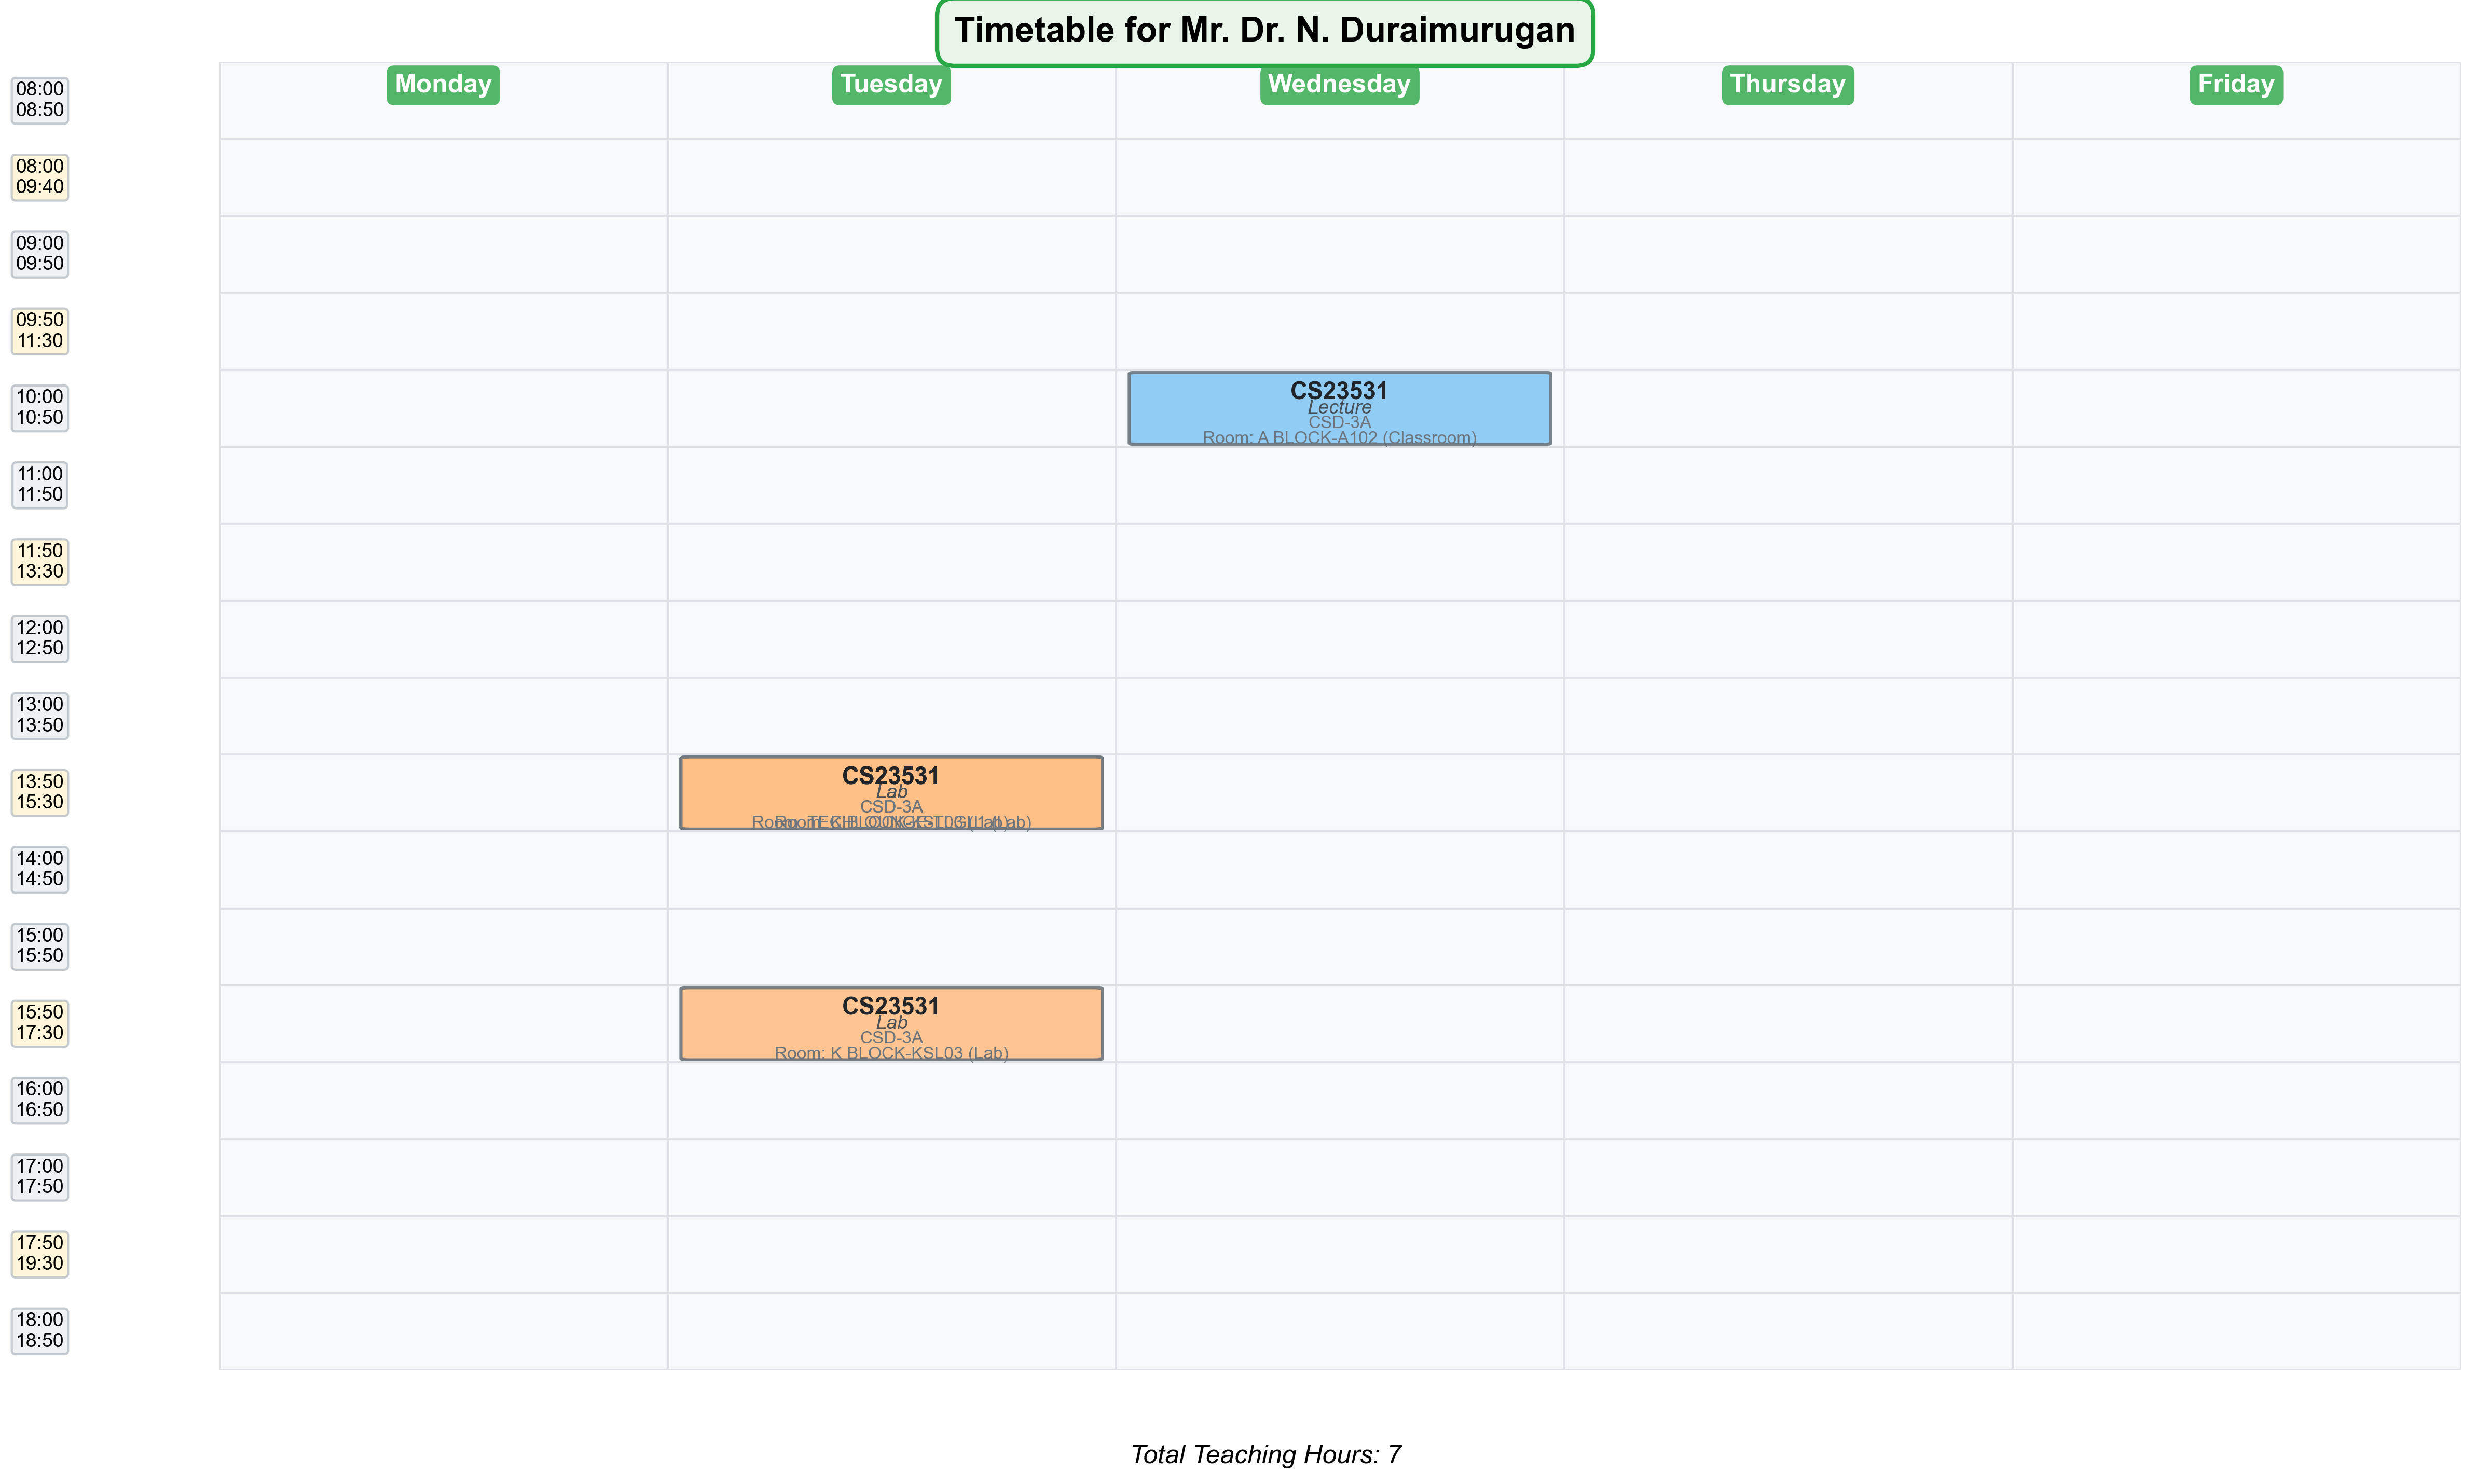 Timetable for Mr. Dr. N. Duraimurugan
Monday
Tuesday
Wednesday
Thursday
Friday
08:00
08:50
08:00
09:40
09:00
09:50
09:50
11:30
10:00
10:50
CS23531
Lecture
CSD-3A
Room: A BLOCK-A102 (Classroom)
11:00
11:50
11:50
13:30
12:00
12:50
13:00
13:50
13:50
15:30
CS23531
Lab
CSD-3A
14:00
14:50
15:00
15:50
15:50
17:30
CS23531
Lab
CSD-3A
Room: K BLOCK-KSL03 (Lab)
16:00
16:50
17:00
17:50
17:50
19:30
18:00
18:50
Total Teaching Hours: 7